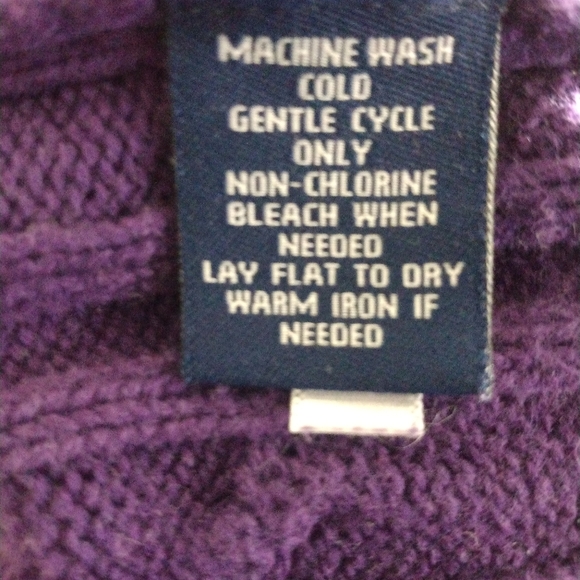 MACHINE WASH
COLD
GENTLE CYCLE
ONLY
NON-CHLORINE
BLEACH WHEN
NEEDED
LAY FLAT TO DRY
WARM IRON IF
NEEDED